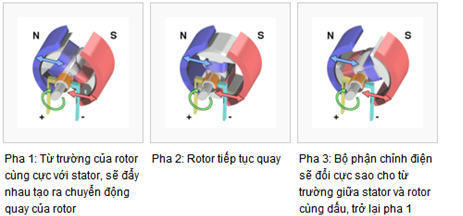 N S
+ -
N S
+ -
N S
+ -
Pha 1: Từ trường của rotor
cùng cực với stator, sẽ đẩy
nhau tạo ra chuyển động
quay của rotor
Pha 2: Rotor tiếp tục quay
Pha 3: Bộ phận chỉnh điện
sẽ đổi cực sao cho từ
trường giữa stator và rotor
cùng dấu, trở lại pha 1